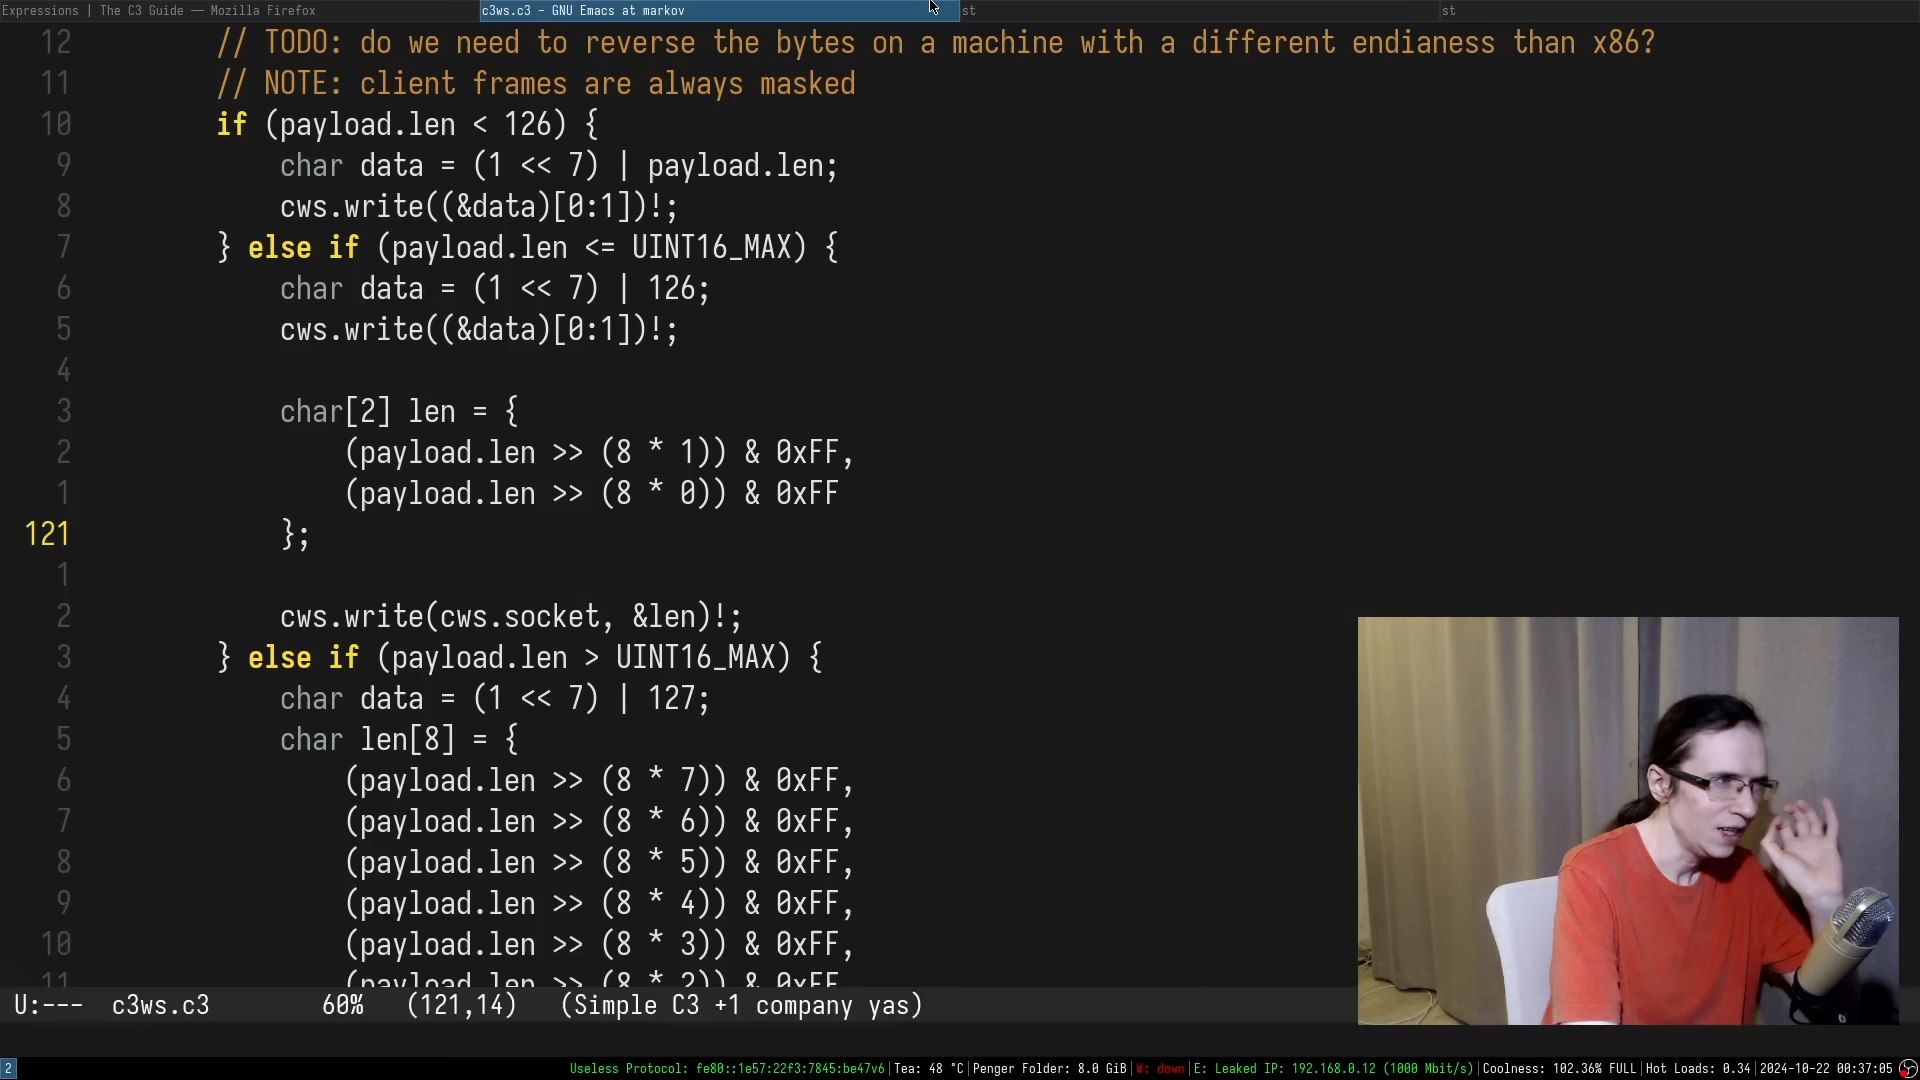 Expressions | The C3 Guide — Mozilla Firefox
c3ws.c3 - GNU Emacs at markov
st
st
12 // TODO: do we need to reverse the bytes on a machine with a different endianess than x86?
11 // NOTE: client frames are always masked
10 if (payload.len < 126) {
9 char data = (1 << 7) | payload.len;
8 cws.write((&data)[0:1])!;
7 } else if (payload.len <= UINT16_MAX) {
6 char data = (1 << 7) | 126;
5 cws.write((&data)[0:1])!;
4
3 char[2] len = {
2 (payload.len >> (8 * 1)) & 0xFF,
1 (payload.len >> (8 * 0)) & 0xFF
121 };
1
2 cws.write(cws.socket, &len)!;
3 } else if (payload.len > UINT16_MAX) {
4 char data = (1 << 7) | 127;
5 char len[8] = {
6 (payload.len >> (8 * 7)) & 0xFF,
7 (payload.len >> (8 * 6)) & 0xFF,
8 (payload.len >> (8 * 5)) & 0xFF,
9 (payload.len >> (8 * 4)) & 0xFF,
10 (payload.len >> (8 * 3)) & 0xFF,
11 (payload.len >> (8 * 2)) & 0xFF,
U:--- c3ws.c3 60% (121,14) (Simple C3 +1 company yas)
2
Useless Protocol: fe80::1e57:22f3:7845:be47v6|Tea: 48 °C|Penger Folder: 8.0 GiB|W: down|E: Leaked IP: 192.168.0.12 (1000 Mbit/s)|Coolness: 102.36% FULL|Hot Loads: 0.34|2024-10-22 00:37:05